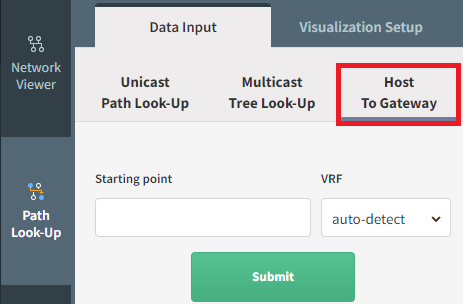 Network
Viewer
Path
Look-Up
Data Input
Visualization Setup
Unicast
Path Look-Up
Multicast
Tree Look-Up
Host
To Gateway
Starting point
VRF
auto-detect
Submit